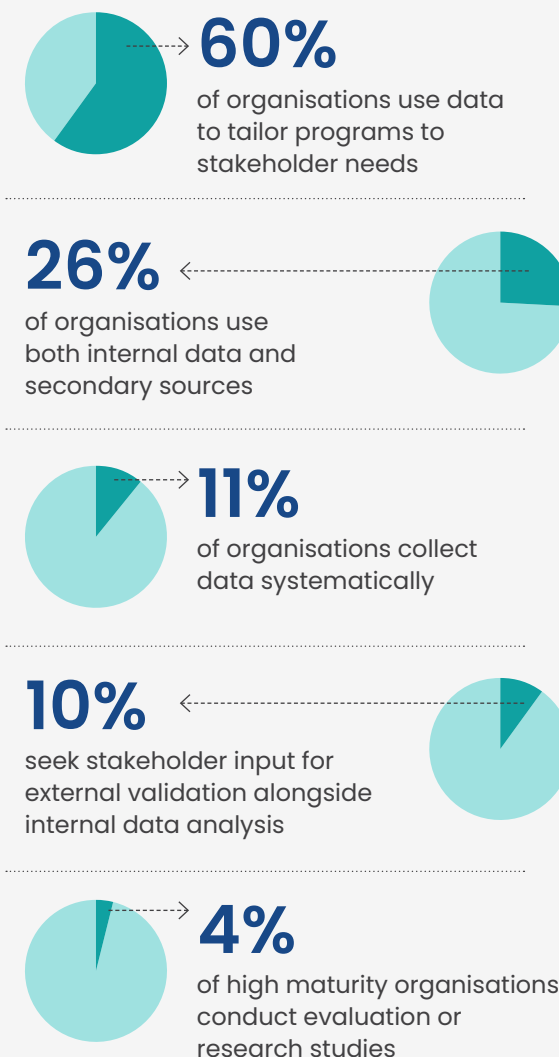 60%
of organisations use data
to tailor programs to
stakeholder needs
26%
of organisations use
both internal data and
secondary sources
11%
of organisations collect
data systematically
10%
seek stakeholder input for
external validation alongside
internal data analysis
4%
of high maturity organisations
conduct evaluation or
research studies